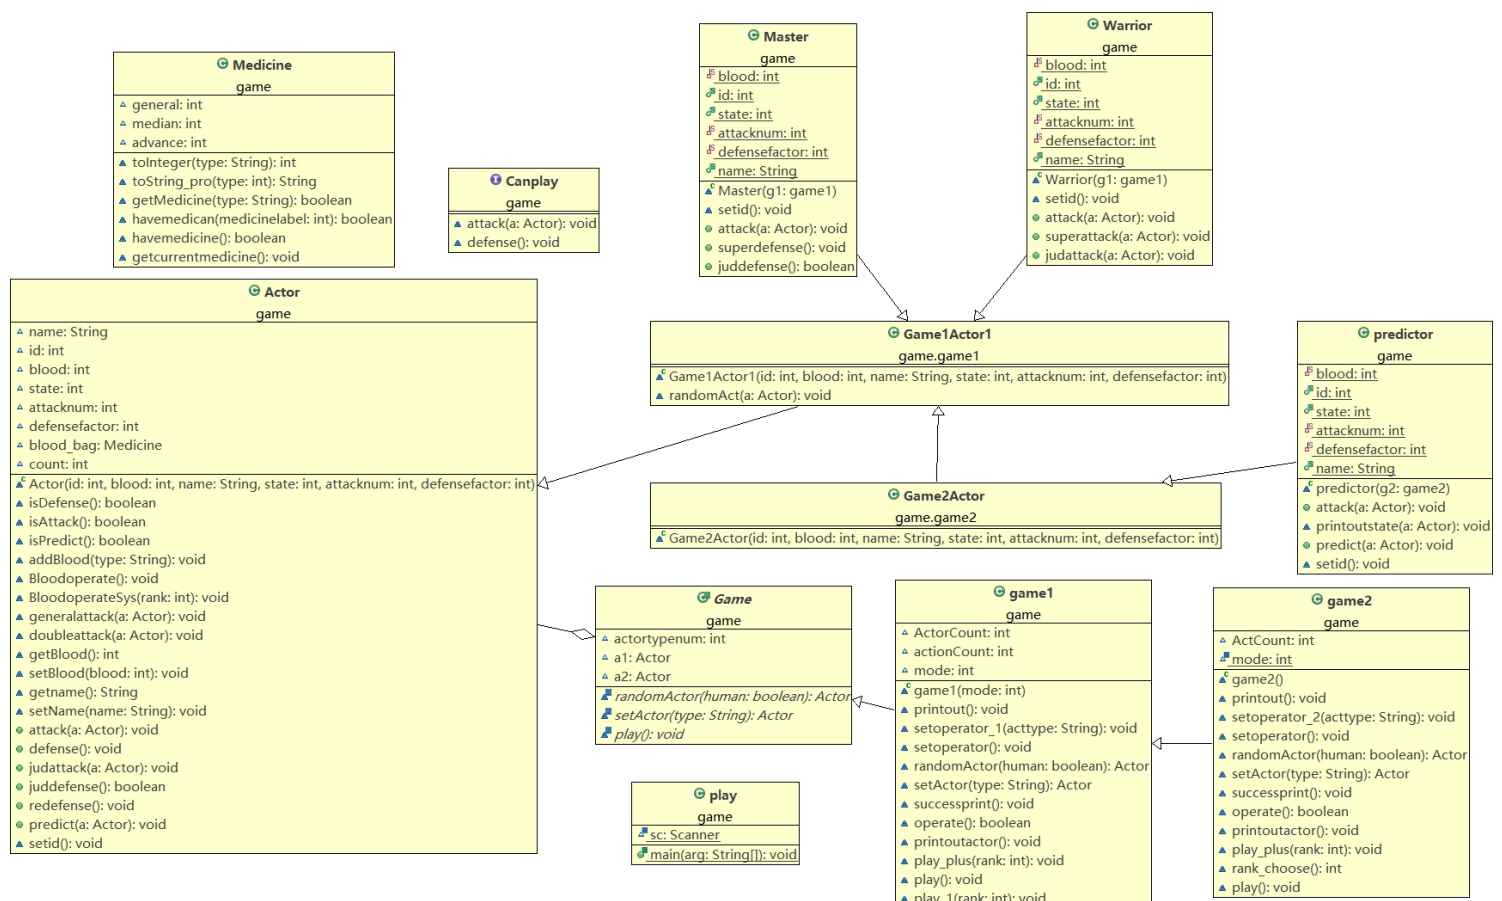 Medicine
game
general: int
median: int
advance: int
toInteger(type: String): int
toString_pro(type: int): String
getMedicine(type: String): boolean
havemedican(medicinelabel: int): boolean
havemedicine(): boolean
getcurrentmedicine(): void
Canplay
game
attack(a: Actor): void
defense(): void
Master
game
blood: int
id: int
state: int
attacknum: int
defensefactor: int
name: String
Master(g1: game1)
setid(): void
attack(a: Actor): void
superdefense(): void
juddefense(): boolean
Warrior
game
blood: int
id: int
state: int
attacknum: int
defensefactor: int
name: String
Warrior(g1: game1)
setid(): void
attack(a: Actor): void
superattack(a: Actor): void
judattack(a: Actor): void
Actor
game
name: String
id: int
blood: int
state: int
attacknum: int
defensefactor: int
blood_bag: Medicine
count: int
Actor(id: int, blood: int, name: String, state: int, attacknum: int, defensefactor: int)
isDefense(): boolean
isAttack(): boolean
isPredict(): boolean
addBlood(type: String): void
Bloodoperate(): void
BloodoperateSys(rank: int): void
generalattack(a: Actor): void
doubleattack(a: Actor): void
getBlood(): int
setBlood(blood: int): void
getname(): String
setName(name: String): void
attack(a: Actor): void
defense(): void
judattack(a: Actor): void
juddefense(): boolean
redefense(): void
predict(a: Actor): void
setid(): void
Game1Actor1
game.game1
Game1Actor1(id: int, blood: int, name: String, state: int, attacknum: int, defensefactor: int)
randomAct(a: Actor): void
Game2Actor
game.game2
Game2Actor(id: int, blood: int, name: String, state: int, attacknum: int, defensefactor: int)
predictor
game
blood: int
id: int
state: int
attacknum: int
defensefactor: int
name: String
predictor(g2: game2)
attack(a: Actor): void
printoutstate(a: Actor): void
predict(a: Actor): void
setid(): void
Game
game
actortypenum: int
a1: Actor
a2: Actor
randomActor(human: boolean): Actor
setActor(type: String): Actor
play(): void
play
game
sc: Scanner
main(arg: String[]): void
game1
game
ActorCount: int
actionCount: int
mode: int
game1(mode: int)
printout(): void
setoperator_1(acttype: String): void
setoperator(): void
randomActor(human: boolean): Actor
setActor(type: String): Actor
successprint(): void
operate(): boolean
printoutactor(): void
play_plus(rank: int): void
play(): void
play_1(rank: int): void
game2
game
ActCount: int
mode: int
game2()
printout(): void
setoperator_2(acttype: String): void
setoperator(): void
randomActor(human: boolean): Actor
setActor(type: String): Actor
successprint(): void
operate(): boolean
printoutactor(): void
play_plus(rank: int): void
rank_choose(): int
play(): void